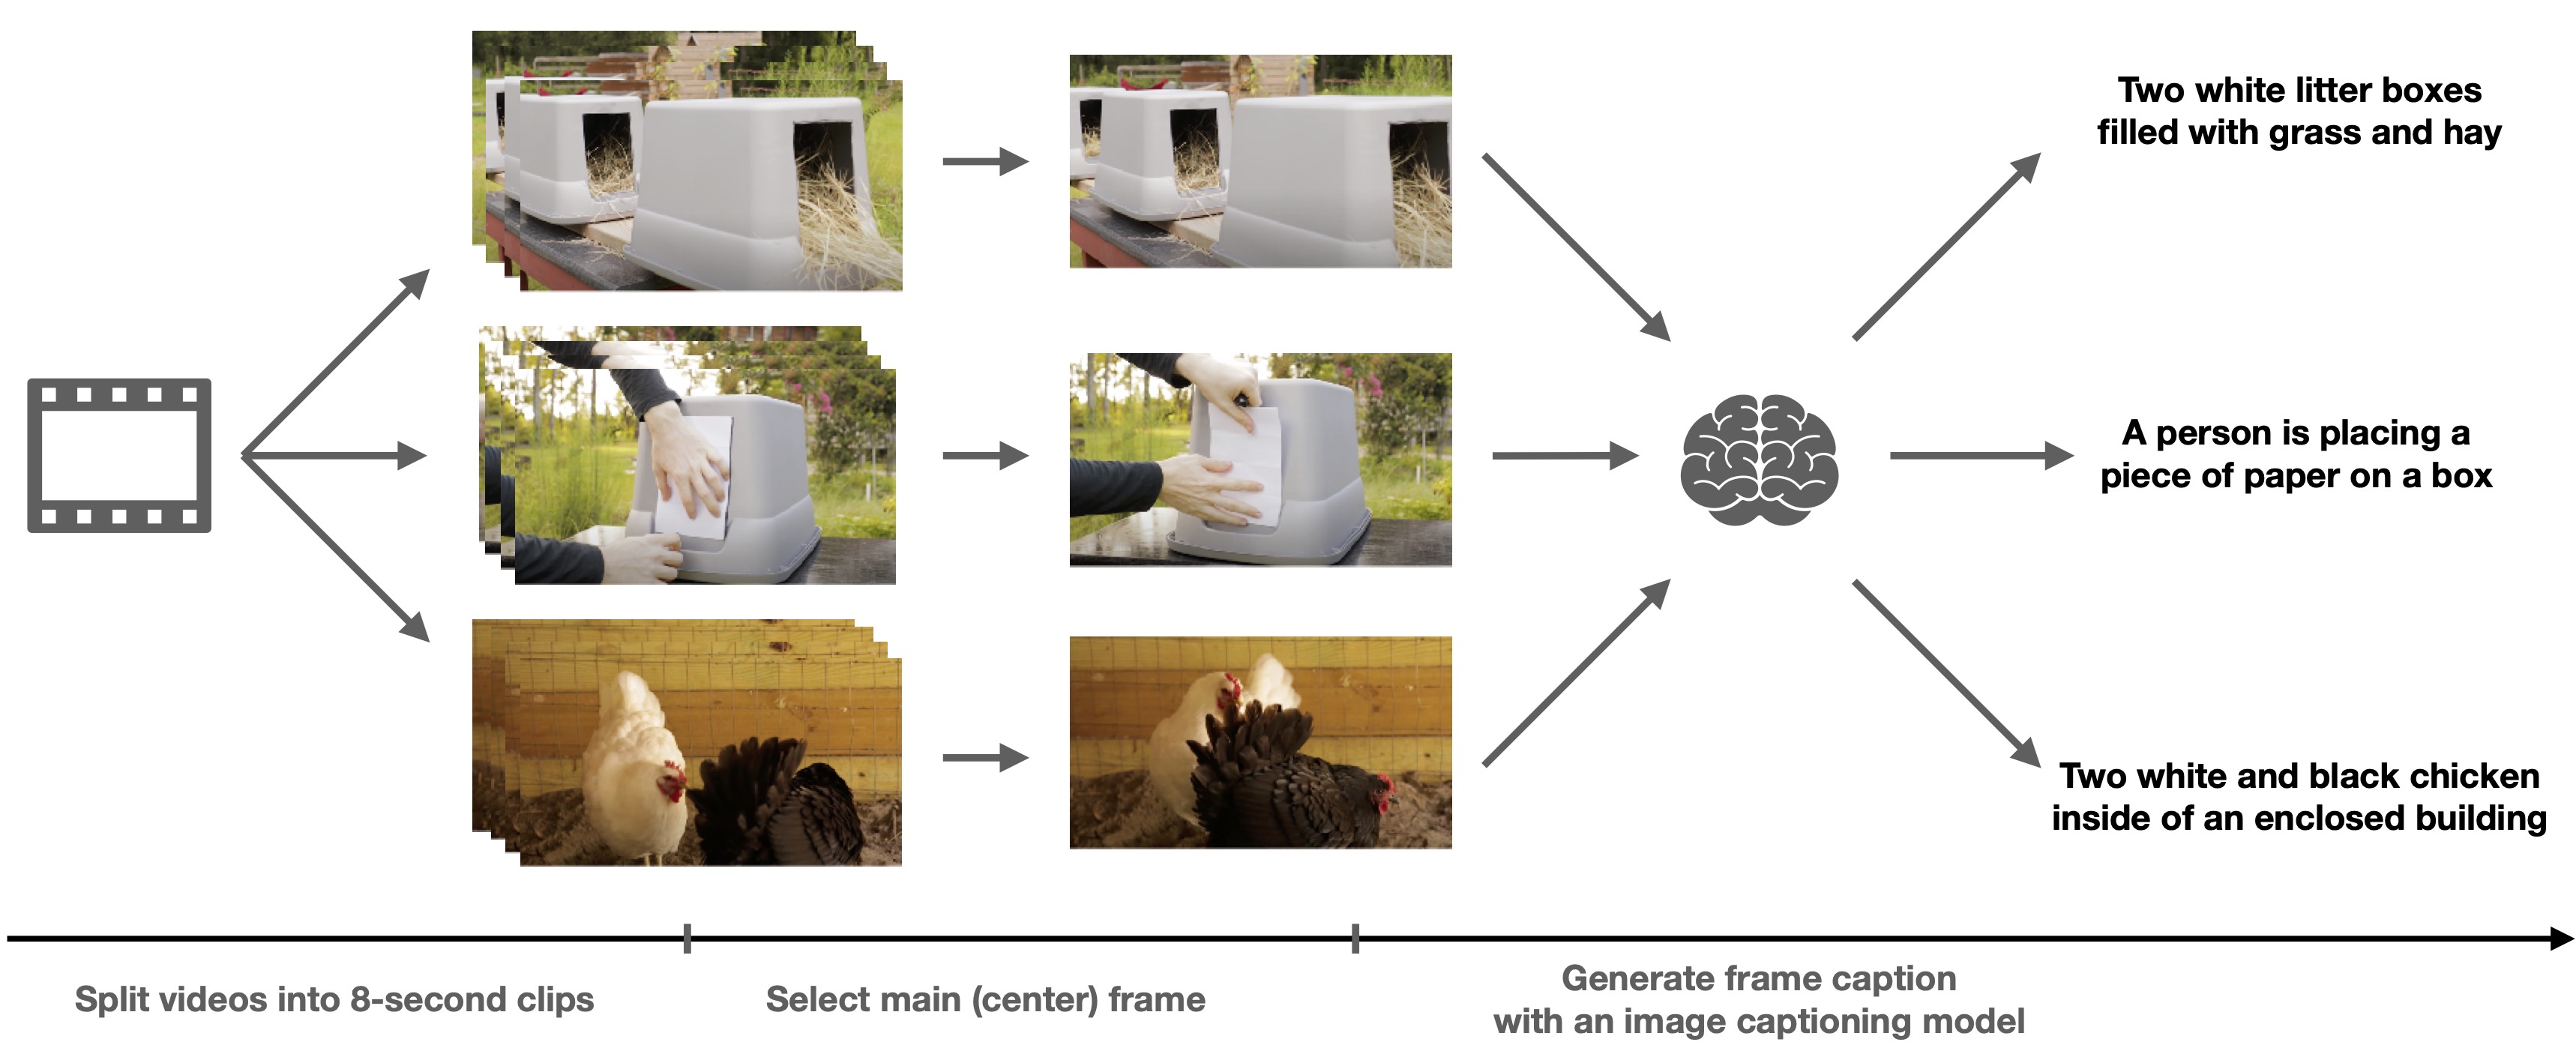 Two white litter boxes
filled with grass and hay
A person is placing a
piece of paper on a box
Two white and black chicken
inside of an enclosed building
Split videos into 8-second clips
Select main (center) frame
Generate frame caption
with an image captioning model